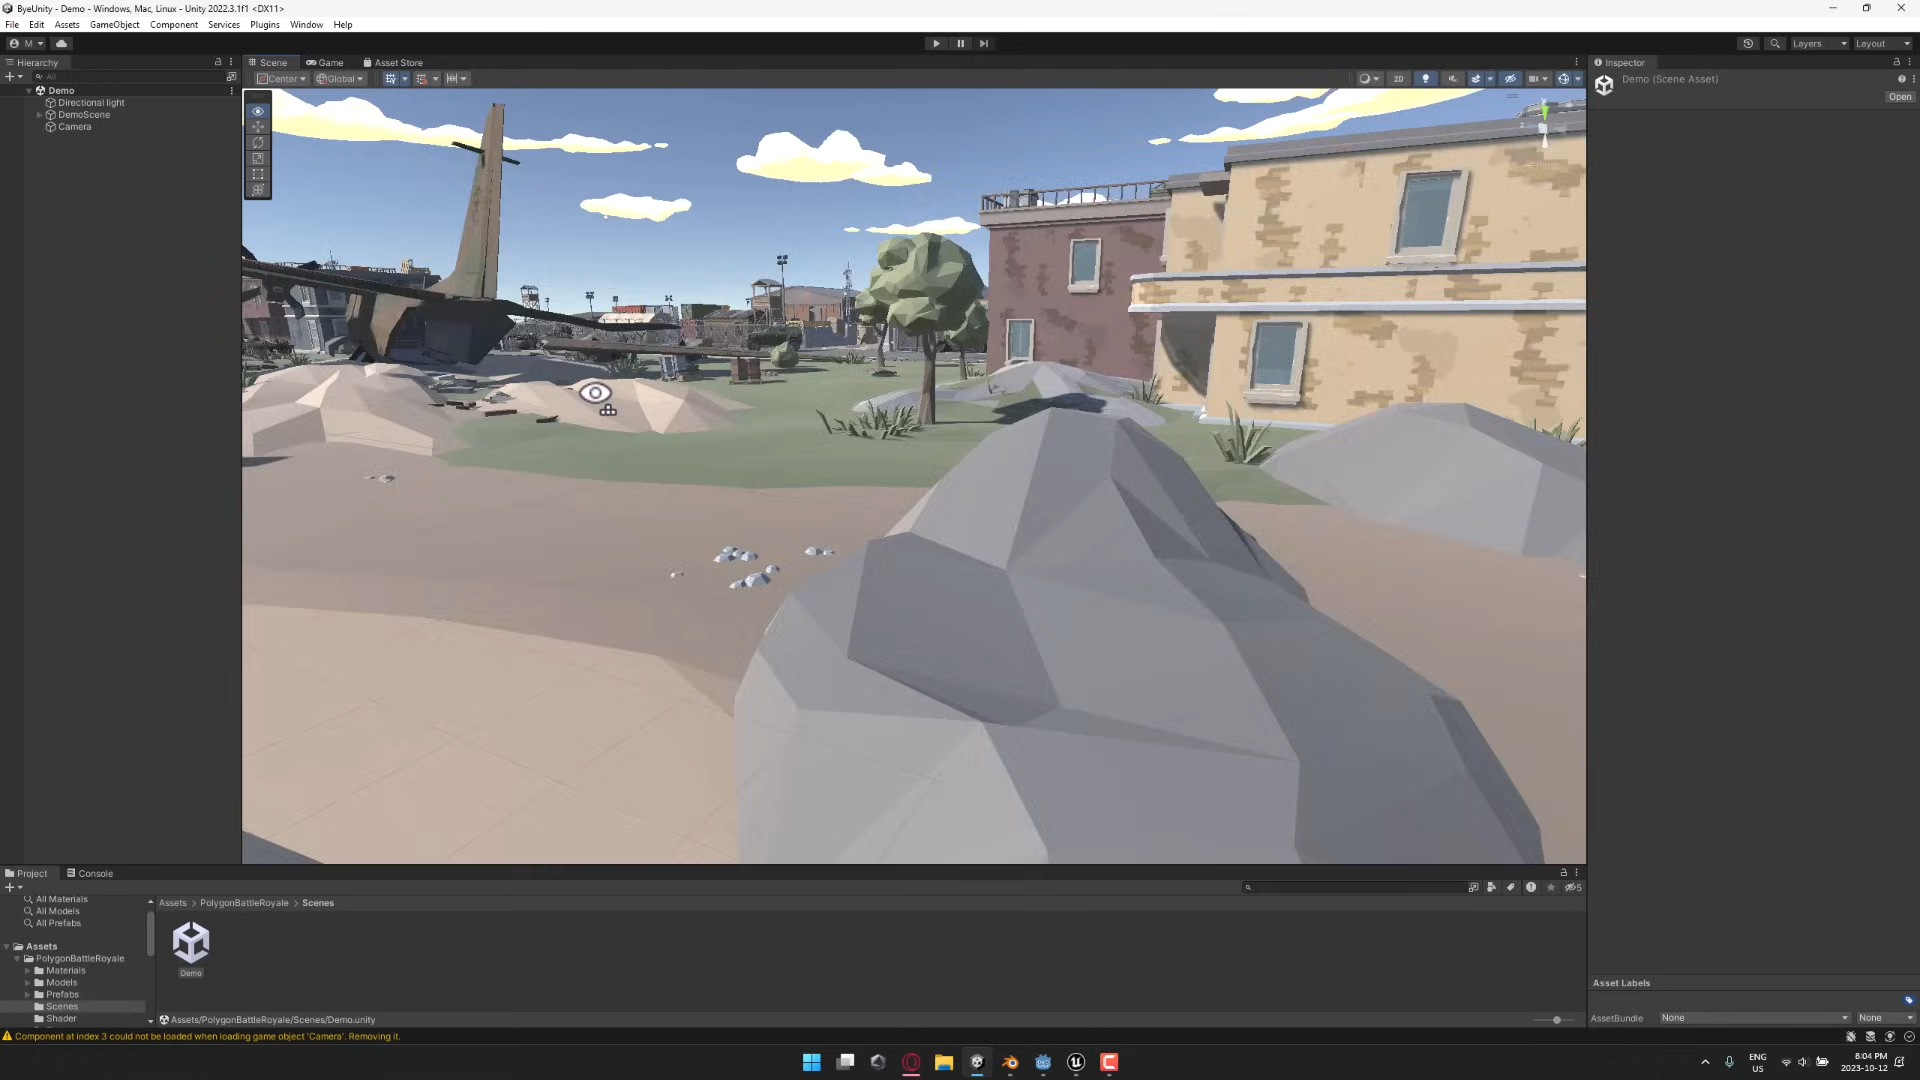 ByeUnity - Demo - Windows, Mac, Linux - Unity 2022.3.1f1 <DX11>
File Edit Assets GameObject Component Services Plugins Window Help
M
Layers Layout
Hierarchy
Scene Game Asset Store
Inspector
All
Center Global
2D
Demo (Scene Asset)
Open
Demo
Directional light
DemoScene
Camera
Project Console
5
All Materials
All Models
All Prefabs
Assets > PolygonBattleRoyale > Scenes
Assets
PolygonBattleRoyale
Materials
Models
Prefabs
Scenes
Shader
Demo
Assets/PolygonBattleRoyale/Scenes/Demo.unity
Asset Labels
AssetBundle None None
Component at index 3 could not be loaded when loading game object 'Camera'. Removing it.
ENG
US
8:04 PM
2023-10-12